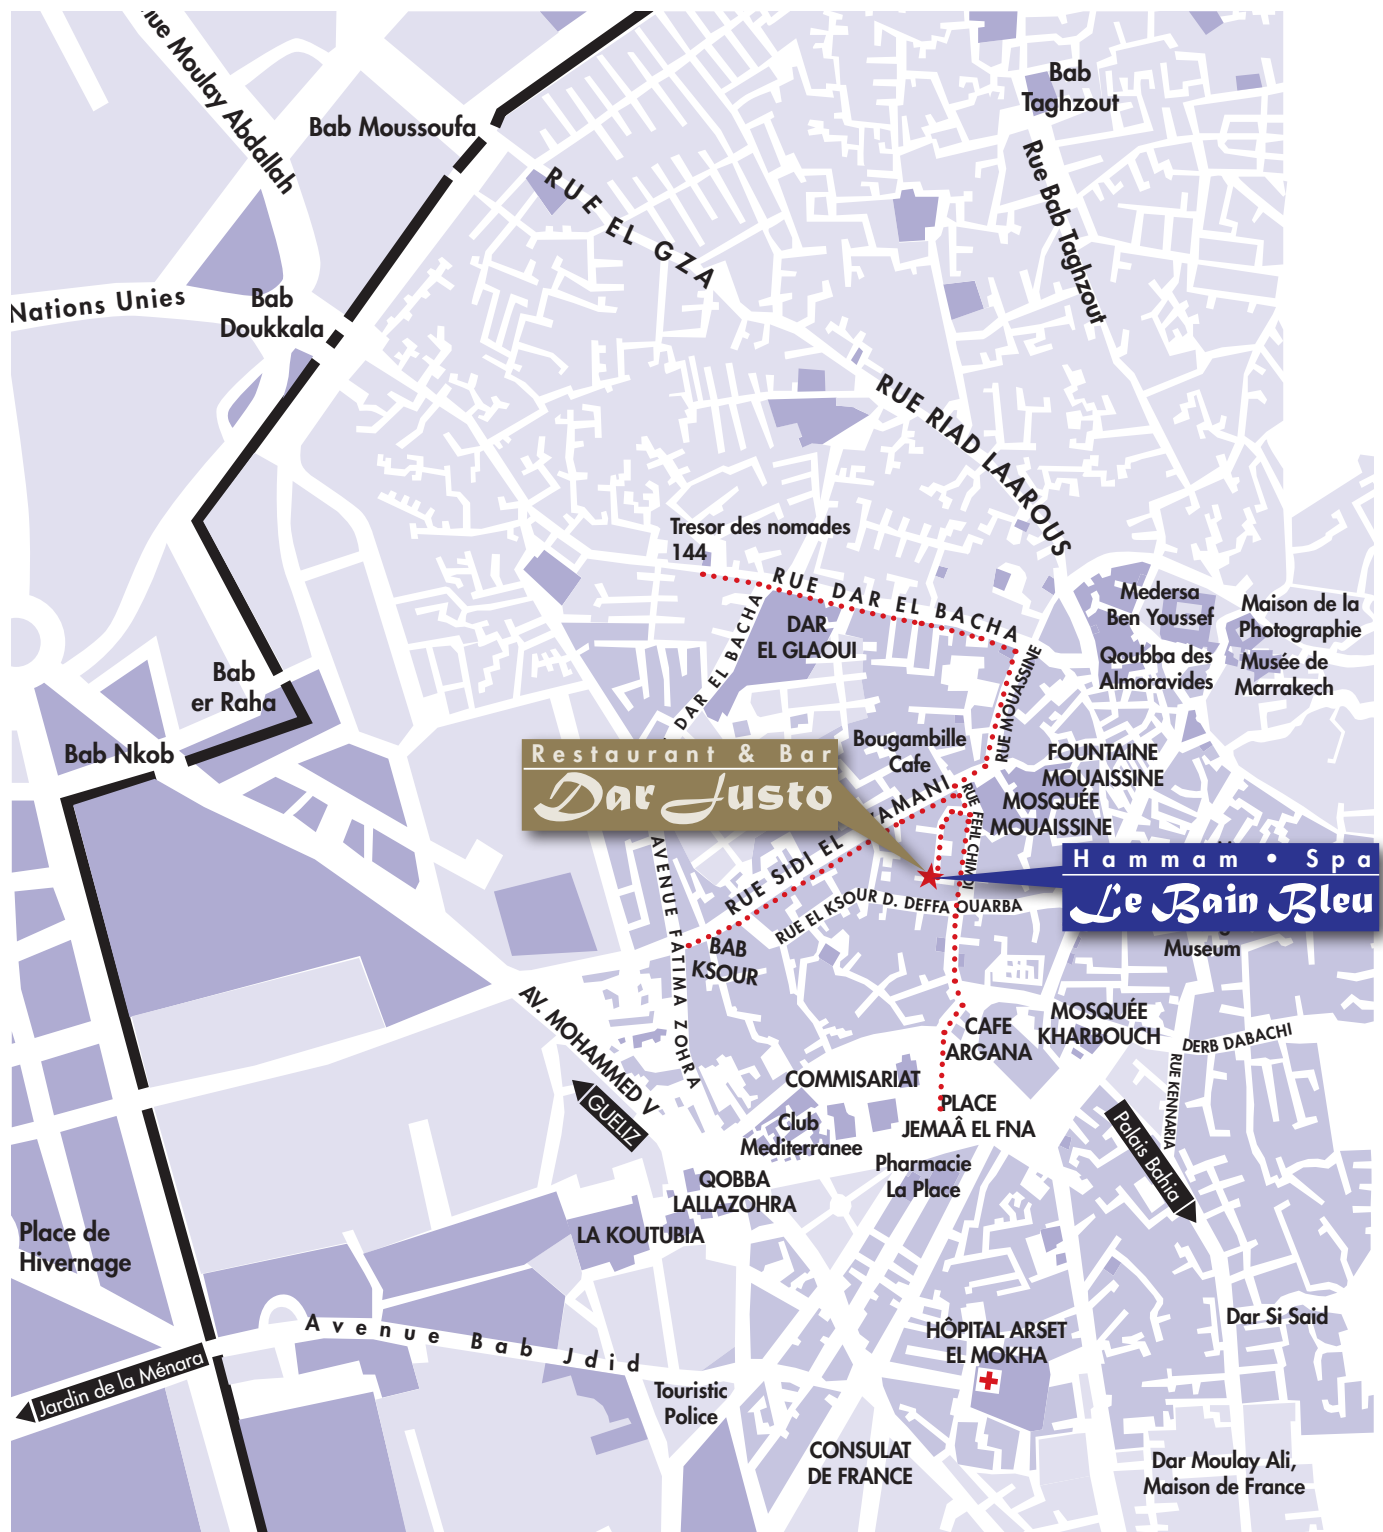 nue Moulay Abdallah
Bab Moussoufa
Bab
Taghzout
Rue Bab Taghzout
RUE EL GZA
Nations Unies
Bab
Doukkala
RUE RIAD LAAROUS
Tresor des nomades
144
RUE DAR EL BACHA
DAR
EL GLAOUI
DAR EL BACHA
Medersa
Ben Youssef
Maison de la
Photographie
Qoubba des
Almoravides
Musée de
Marrakech
RUE MOUASSINE
Bab
er Raha
Bab Nkob
Bougambille
Cafe
FOUNTAINE
MOUAISSINE
MOSQUÉE
MOUAISSINE
Restaurant & Bar
Dar Justo
RUE SIDI EL YAMANI
RUE FEHL CHIMDI
Hammam • Spa
Le Bain Bleu
AVENUE FATIMA ZOHRA
RUE EL KSOUR D. DEFFA OUARBA
Museum
BAB
KSOUR
AV. MOHAMMED V
GUELIZ
CAFE
ARGANA
MOSQUÉE
KHARBOUCH
DERB DABACHI
RUE KENNARIA
COMMISARIAT
PLACE
JEMAÂ EL FNA
Club
Mediterranee
Palais Bahia
Pharmacie
La Place
QOBBA
LALLAZOHRA
LA KOUTUBIA
Place de
Hivernage
Avenue Bab Jdid
Jardin de la Ménara
Touristic
Police
HÔPITAL ARSET
EL MOKHA
Dar Si Said
CONSULAT
DE FRANCE
Dar Moulay Ali,
Maison de France